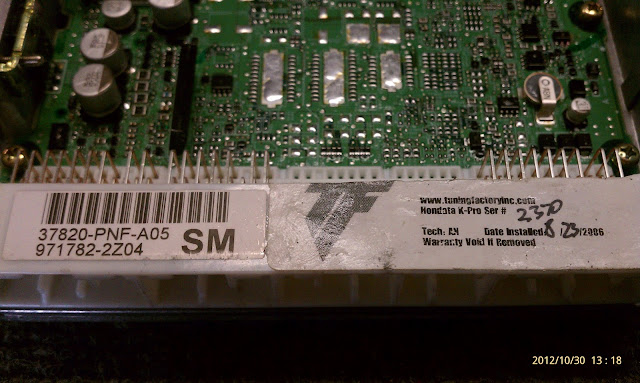 37820-PNF-A05
971782-2Z04
SM
TF
www.tuningfactoryinc.com
Hondata K-Pro Ser #
Tech: AN Date Installed: 8/23/2006
Warranty Void If Removed
2012/10/30 13:18